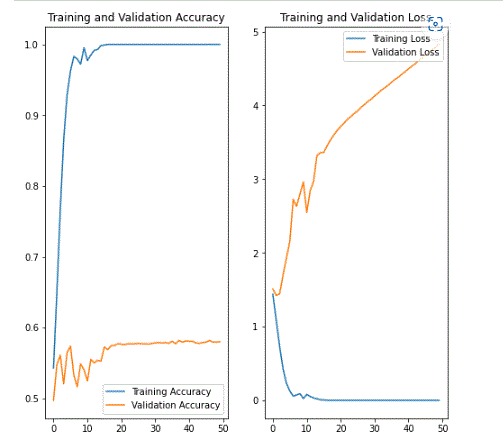 Training and Validation Accuracy
1.0
0.9
0.8
0.7
0.6
0.5
Training Accuracy
Validation Accuracy
0 10 20 30 40 50
Training and Validation Loss
5
4
3
2
1
0
Training Loss
Validation Loss
0 10 20 30 40 50